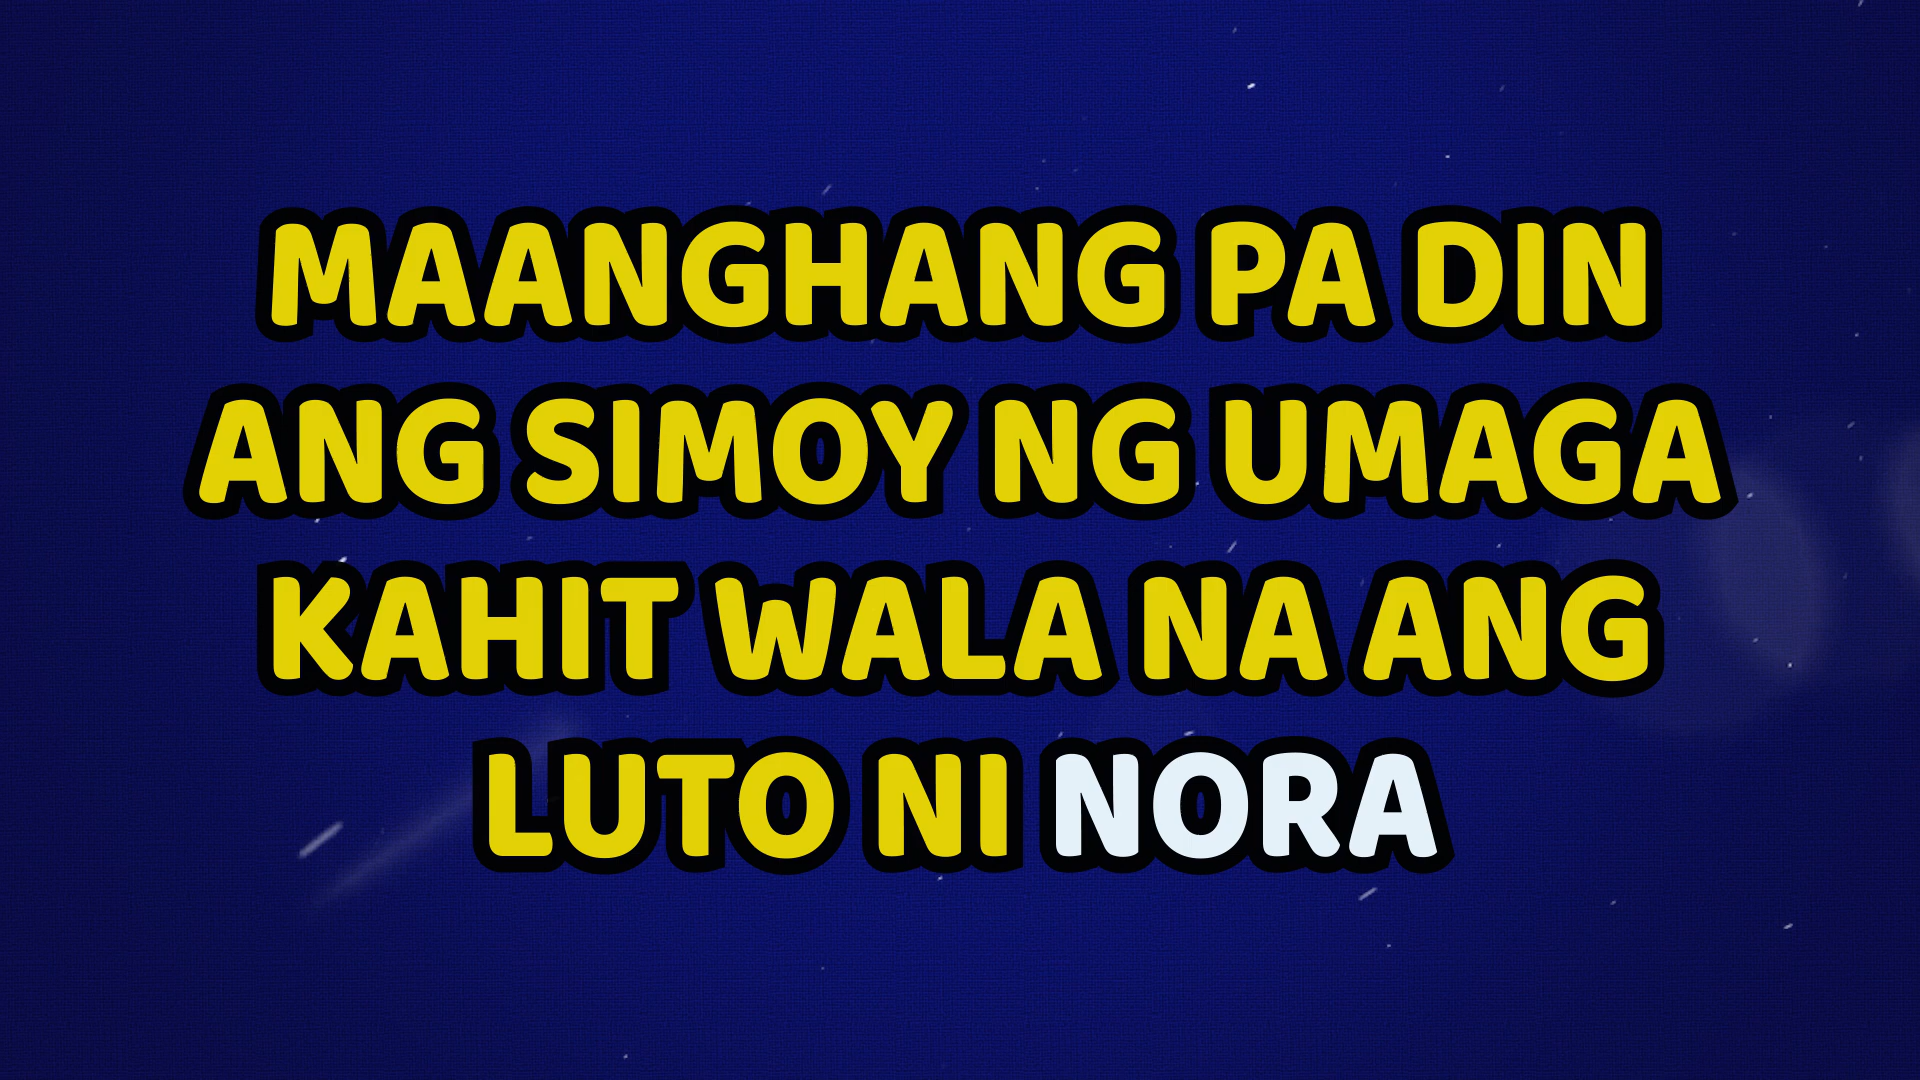 MAANGHANG PA DIN
ANG SIMOY NG UMAGA
KAHIT WALA NA ANG
LUTO NI NORA